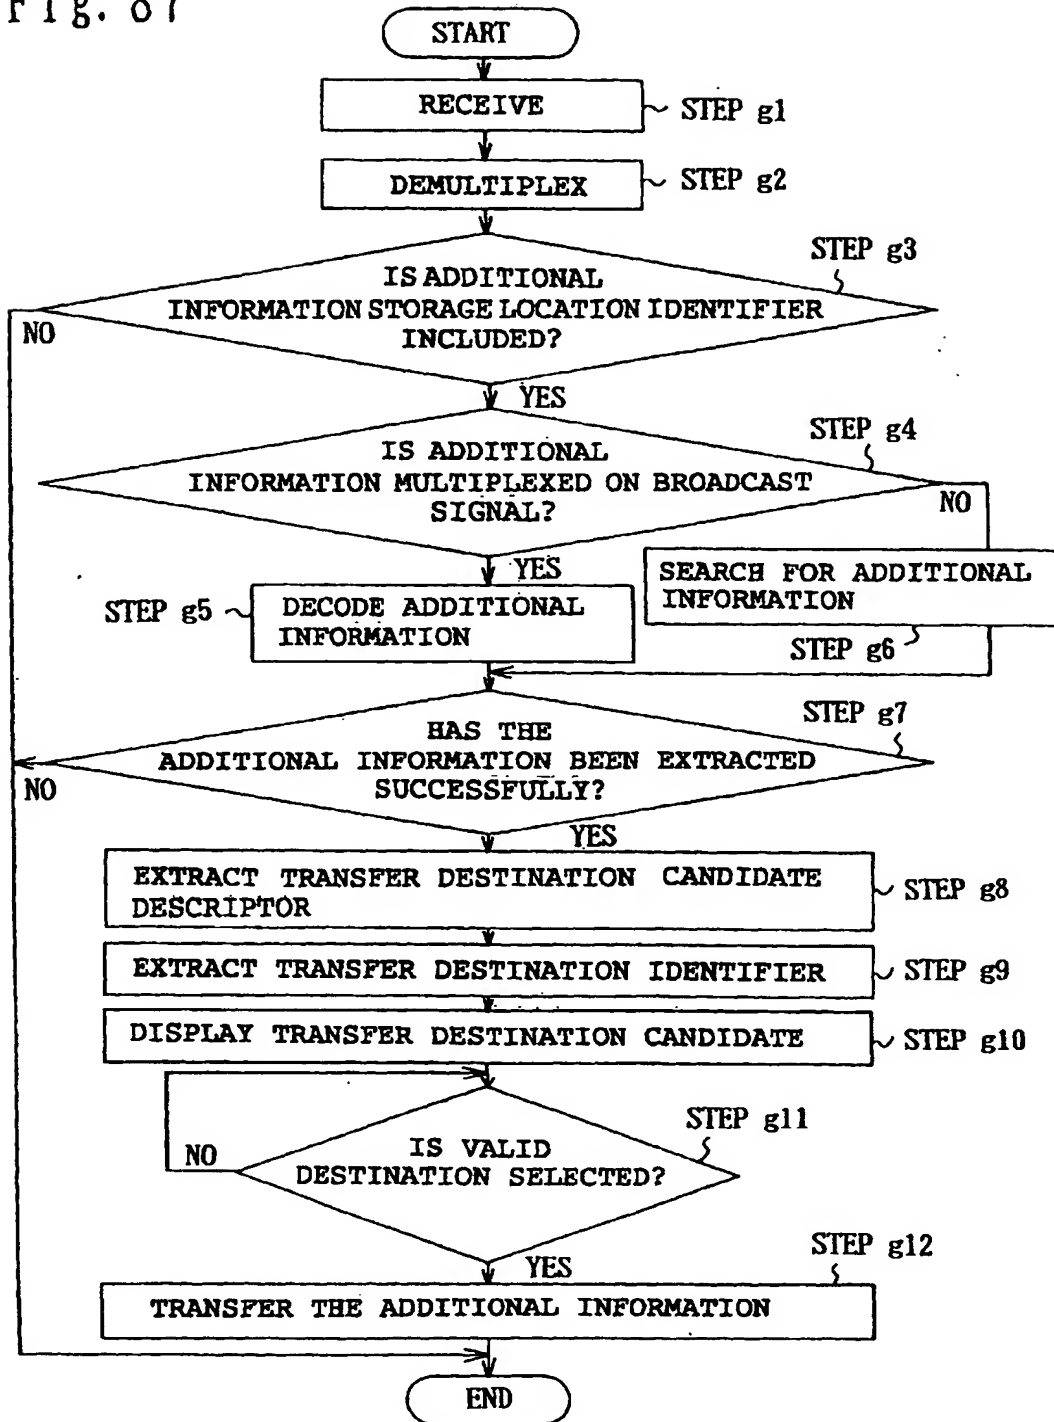 Fig.
START
RECEIVE
STEP g1
DEMULTIPLEX
STEP g2
STEP g3
IS ADDITIONAL
INFORMATION STORAGE LOCATION IDENTIFIER
INCLUDED?
NO
YES
STEP g4
IS ADDITIONAL
INFORMATION MULTIPLEXED ON BROADCAST
SIGNAL?
NO
YES
STEP g5
DECODE ADDITIONAL
INFORMATION
SEARCH FOR ADDITIONAL
INFORMATION
STEP g6
STEP g7
HAS THE
ADDITIONAL INFORMATION BEEN EXTRACTED
SUCCESSFULLY?
NO
YES
EXTRACT TRANSFER DESTINATION CANDIDATE
DESCRIPTOR
STEP g8
EXTRACT TRANSFER DESTINATION IDENTIFIER
STEP g9
DISPLAY TRANSFER DESTINATION CANDIDATE
STEP g10
STEP g11
IS VALID
DESTINATION SELECTED?
NO
YES
STEP g12
TRANSFER THE ADDITIONAL INFORMATION
END